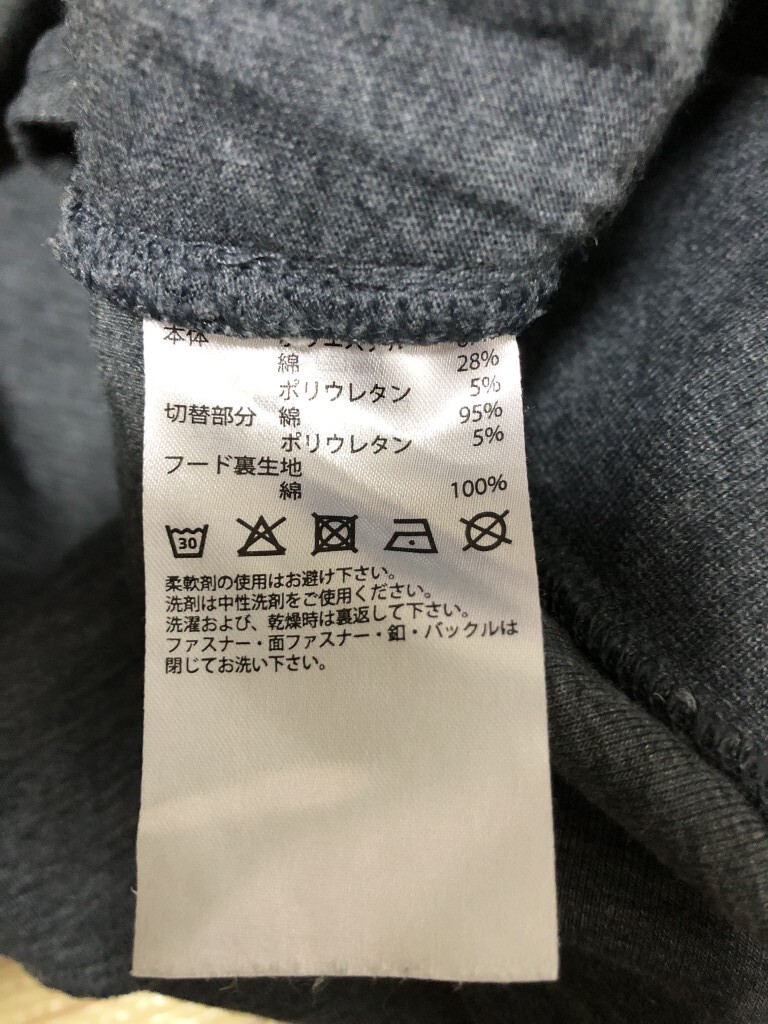 本体
綿 28%
ポリウレタン 5%
切替部分 綿 95%
ポリウレタン 5%
フード裏生地
綿 100%
30
柔軟剤の使用はお避け下さい。
洗剤は中性洗剤をご使用ください。
洗濯および、乾燥時は裏返して下さい。
ファスナー・面ファスナー・釦・バックルは
閉じてお洗い下さい。